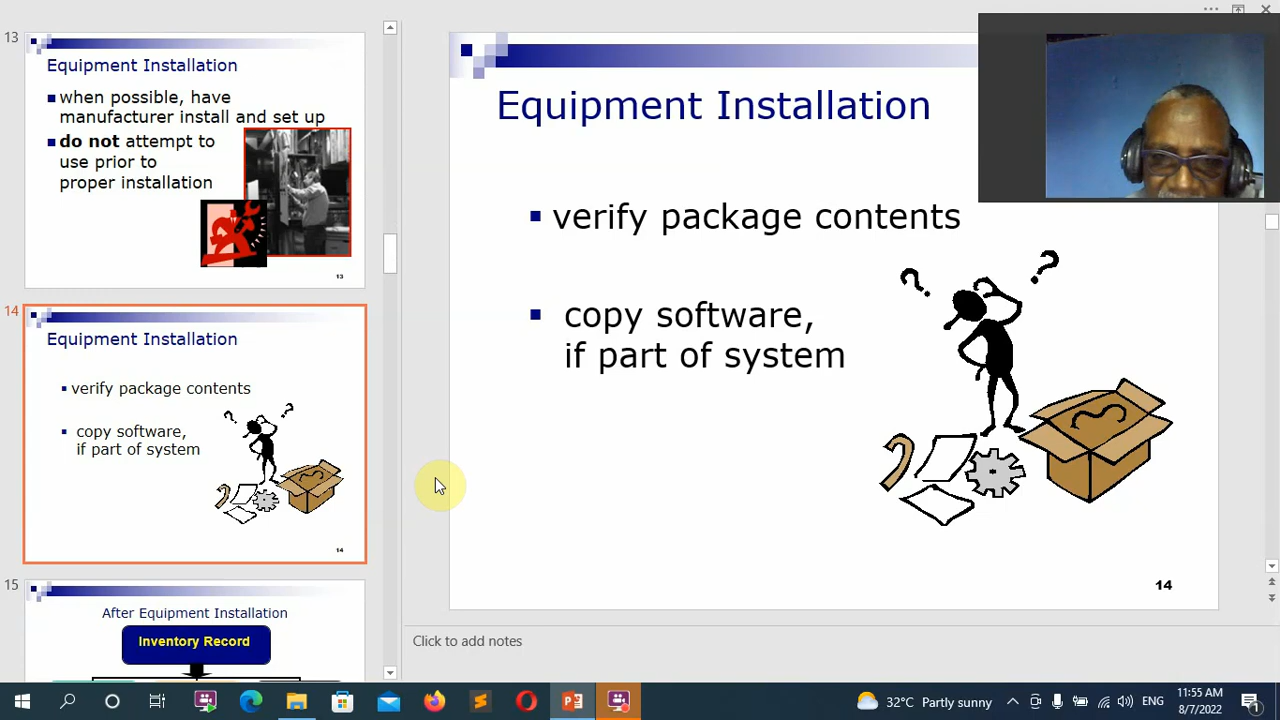 13
Equipment Installation
when possible, have
manufacturer install and set up
do not attempt to
use prior to
proper installation
13
14
Equipment Installation
verify package contents
copy software,
if part of system
? ?
14
15
After Equipment Installation
Inventory Record
Equipment Installation
verify package contents
copy software,
if part of system
? ?
14
Click to add notes
32°C Partly sunny
ENG
11:55 AM
8/7/2022
1